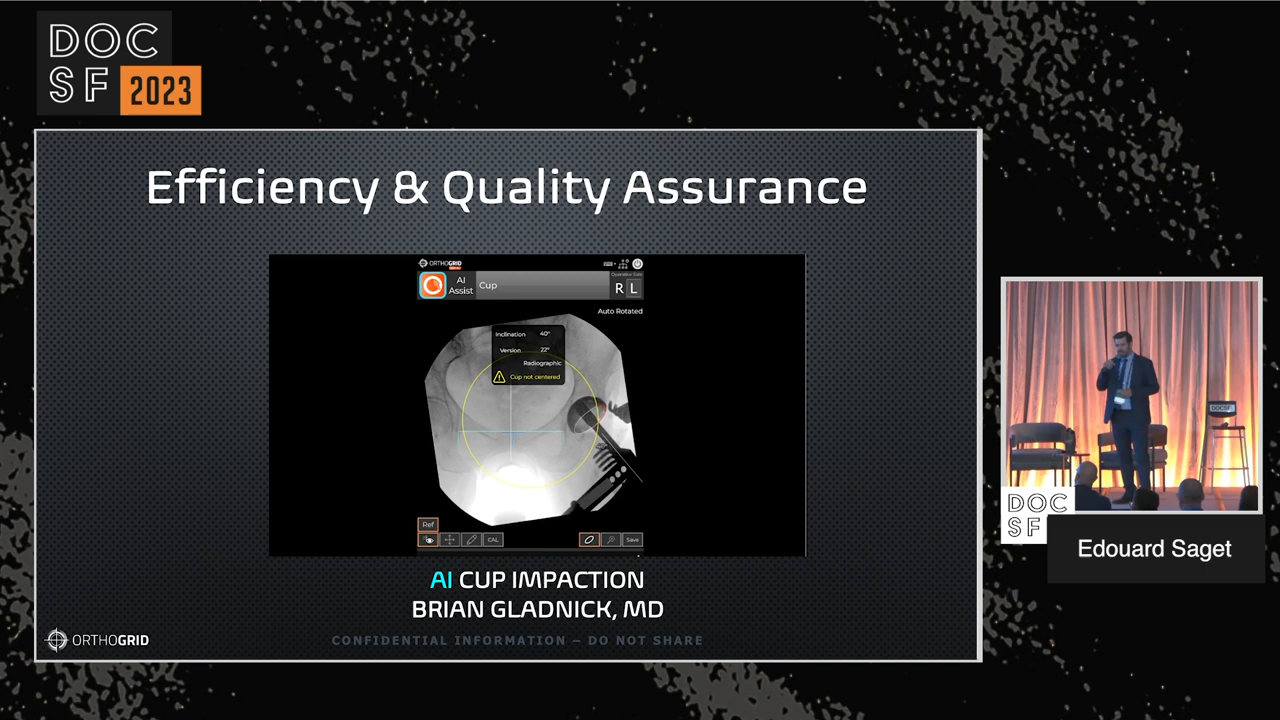 DOC
SF 2023
Efficiency & Quality Assurance
ORTHOGRID
AI
Assist
Cup
R L
Auto Rotated
Inclination 40°
Version 22°
Radiographic
Cup not centered
Ref
CAL
Save
AI CUP IMPACTION
BRIAN GLADNICK, MD
ORTHOGRID
CONFIDENTIAL INFORMATION – DO NOT SHARE
DOCSF
DOC
SF
Edouard Saget